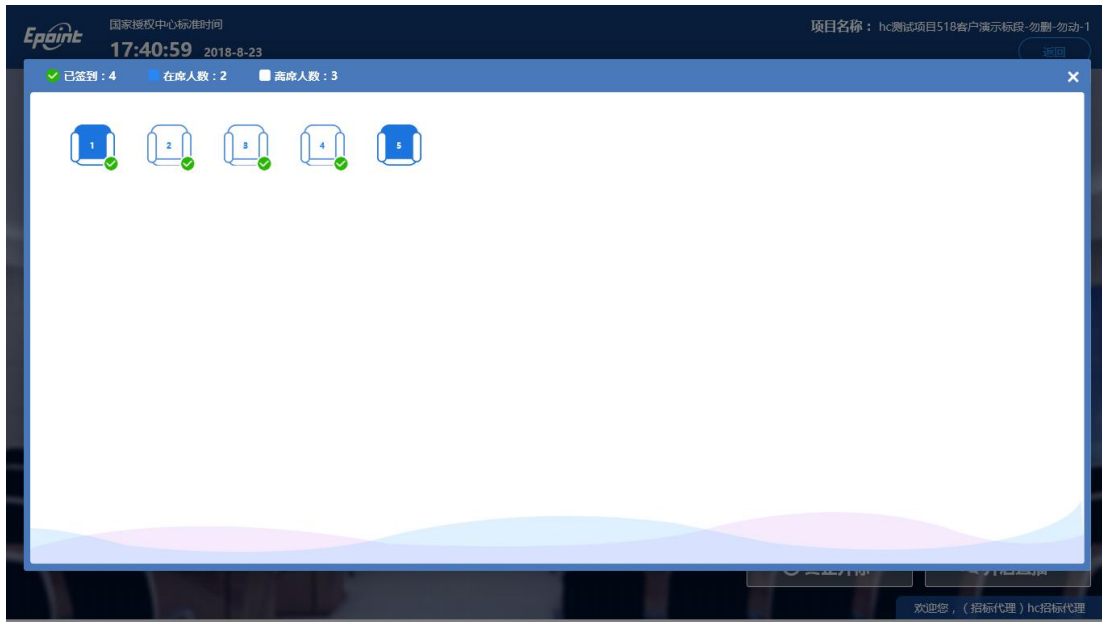 Epoint
国家授权中心标准时间
17:40:59 2018-8-23
项目名称：hc测试项目518客户演示标段-勿删-勿动-1
返回
已签到：4 在席人数：2 离席人数：3
1 2 3 4 5
欢迎您，（招标代理）hc招标代理